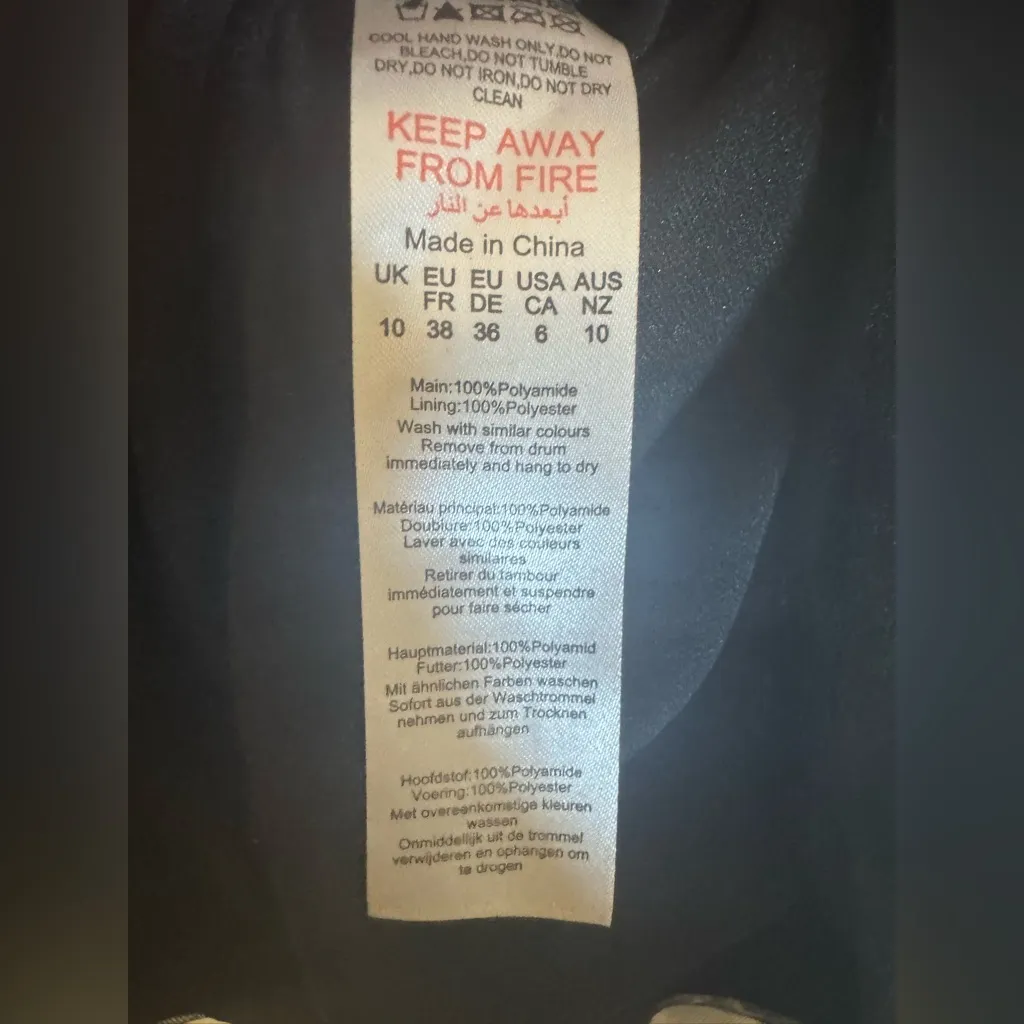 COOL HAND WASH ONLY,DO NOT
BLEACH,DO NOT TUMBLE
DRY,DO NOT IRON,DO NOT DRY
CLEAN
KEEP AWAY
FROM FIRE
أبعدها عن النار
Made in China
UK EU EU USA AUS
FR DE CA NZ
10 38 36 6 10
Main:100%Polyamide
Lining:100%Polyester
Wash with similar colours
Remove from drum
immediately and hang to dry
Matériau principal:100%Polyamide
Doublure:100%Polyester
Laver avec des couleurs
similaires
Retirer du tambour
immédiatement et suspendre
pour faire sécher
Hauptmaterial:100%Polyamid
Futter:100%Polyester
Mit ähnlichen Farben waschen
Sofort aus der Waschtrommel
nehmen und zum Trocknen
aufhängen
Hoofdstof:100%Polyamide
Voering:100%Polyester
Met overeenkomstige kleuren
wassen
Onmiddellijk uit de trommel
verwijderen en ophangen om
te drogen